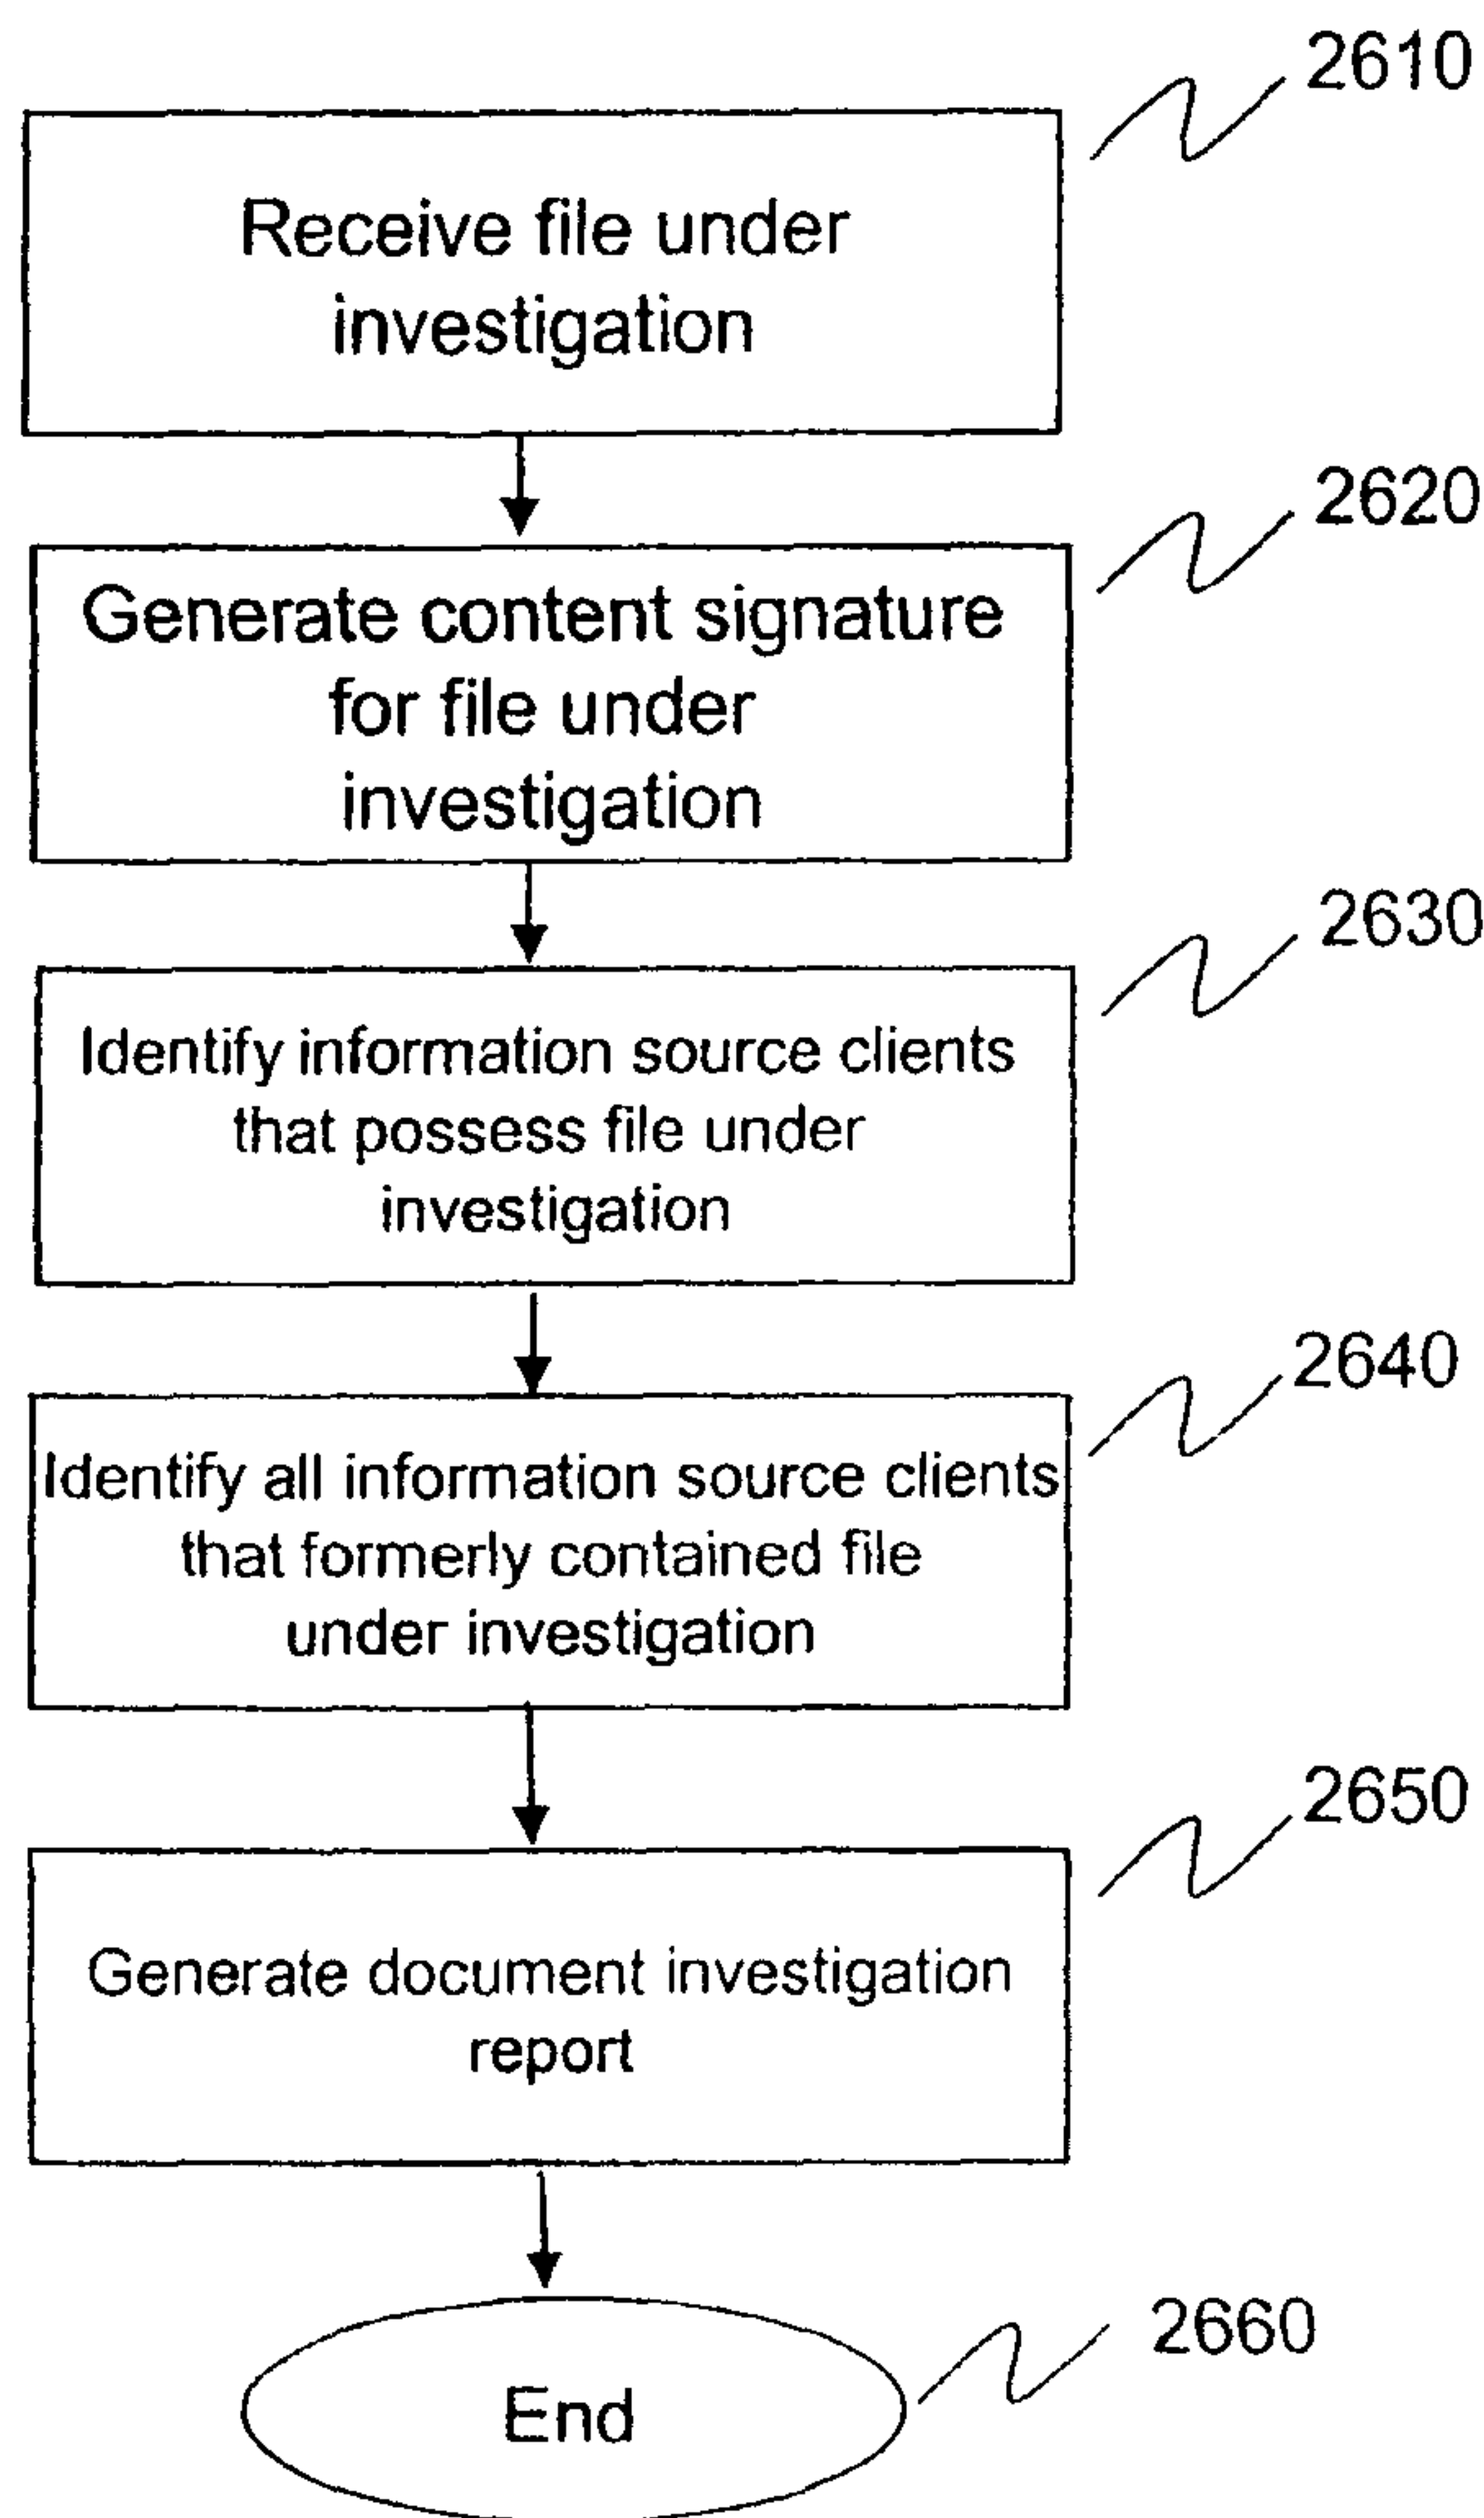 2610
Receive file under
investigation
2620
Generate content signature
for file under
investigation
2630
Identify information source clients
that possess file under
investigation
2640
Identify all information source clients
that formerly contained file
under investigation
2650
Generate document investigation
report
2660
End